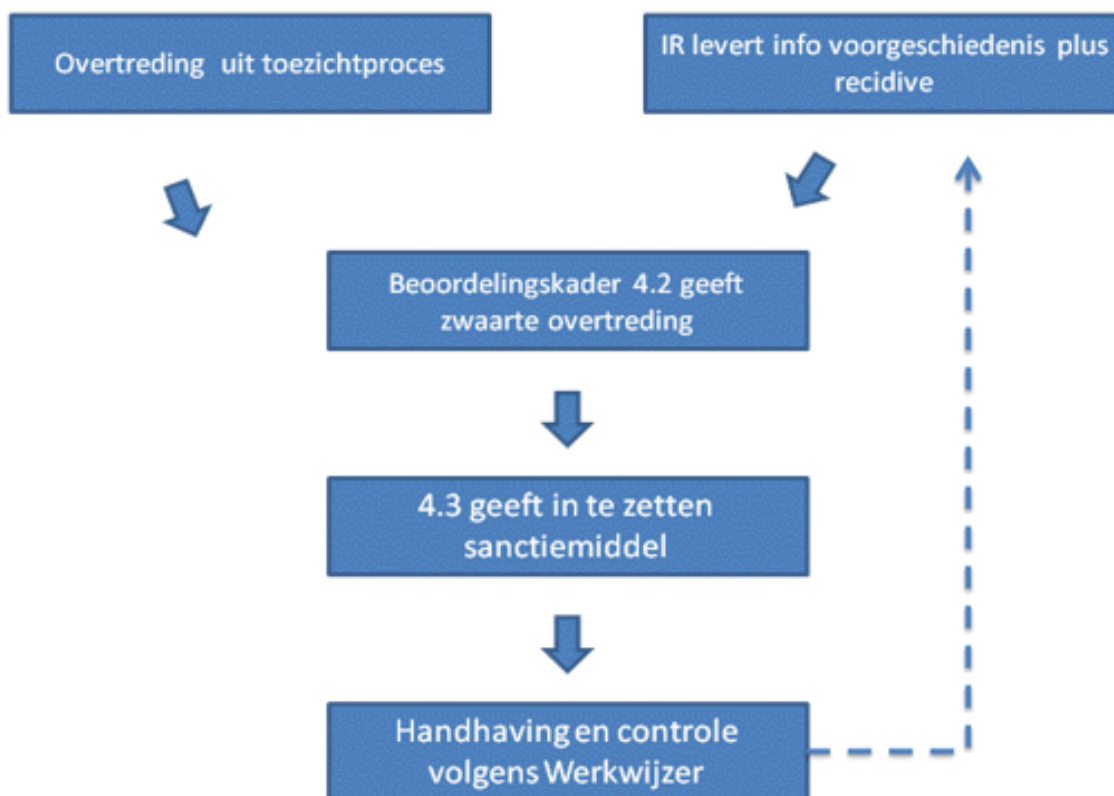 Overtreding uit toezichtproces
IR levert info voorgeschiedenis plus
recidive
Beoordelingskader 4.2 geeft
zwaarte overtreding
4.3 geeft in te zetten
sanctiemiddel
Handhaving en controle
volgens Werkwijzer